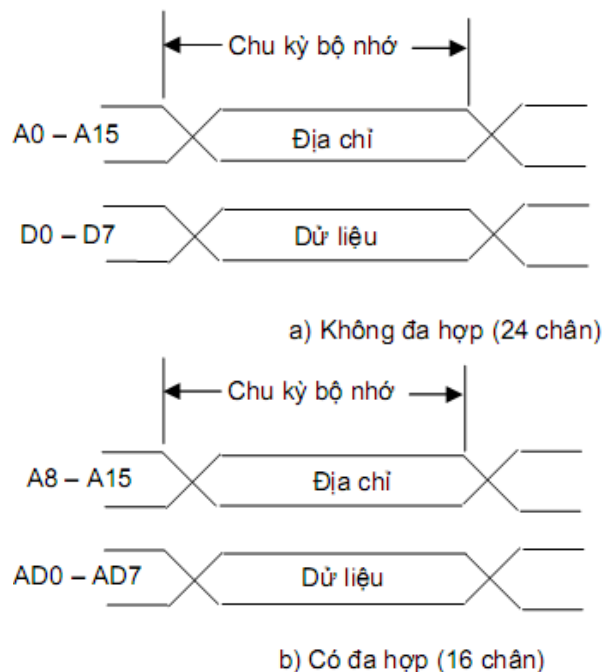 Chu kỳ bộ nhớ
A0 – A15
Địa chỉ
D0 – D7
Dử liệu
a) Không đa hợp (24 chân)
Chu kỳ bộ nhớ
A8 – A15
Địa chỉ
AD0 – AD7
Dử liệu
b) Có đa hợp (16 chân)